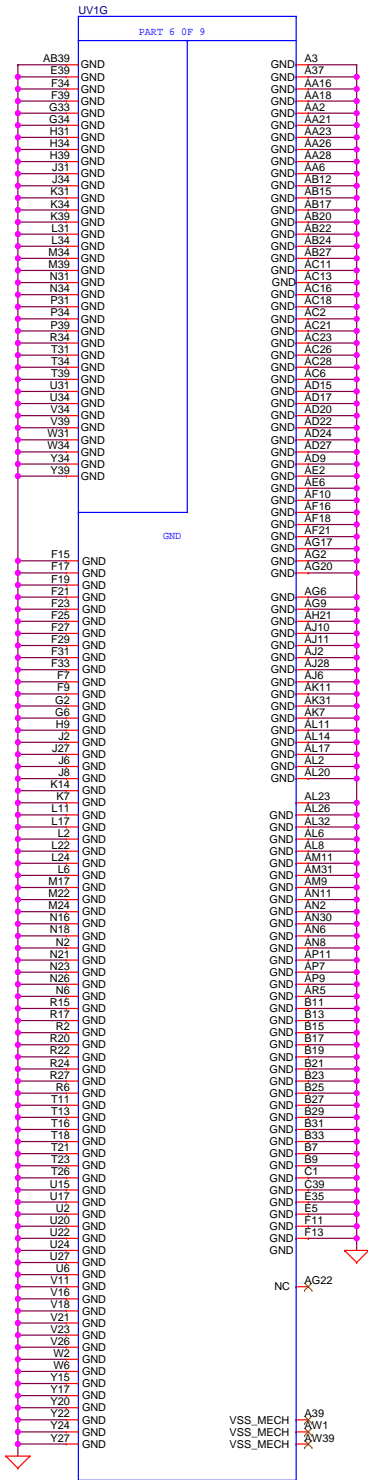 UV1G
PART 6 OF 9
AB39 GND
E39 GND
F34 GND
F39 GND
G33 GND
G34 GND
H31 GND
H34 GND
H39 GND
J31 GND
J34 GND
K31 GND
K34 GND
K39 GND
L31 GND
L34 GND
M34 GND
M39 GND
N31 GND
N34 GND
P31 GND
P34 GND
P39 GND
R34 GND
T31 GND
T34 GND
T39 GND
U31 GND
U34 GND
V34 GND
V39 GND
W31 GND
W34 GND
Y34 GND
Y39 GND
GND
F15 GND
F17 GND
F19 GND
F21 GND
F23 GND
F25 GND
F27 GND
F29 GND
F31 GND
F33 GND
F7 GND
F9 GND
G2 GND
G6 GND
H9 GND
J2 GND
J27 GND
J6 GND
J8 GND
K14 GND
K7 GND
L11 GND
L17 GND
L2 GND
L22 GND
L24 GND
L6 GND
M17 GND
M22 GND
M24 GND
N16 GND
N18 GND
N2 GND
N21 GND
N23 GND
N26 GND
N6 GND
R15 GND
R17 GND
R2 GND
R20 GND
R22 GND
R24 GND
R27 GND
R6 GND
T11 GND
T13 GND
T16 GND
T18 GND
T21 GND
T23 GND
T26 GND
U15 GND
U17 GND
U2 GND
U20 GND
U22 GND
U24 GND
U27 GND
U6 GND
V11 GND
V16 GND
V18 GND
V21 GND
V23 GND
V26 GND
W2 GND
W6 GND
Y15 GND
Y17 GND
Y20 GND
Y22 GND
Y24 GND
Y27 GND
GND A3
GND A37
GND AA16
GND AA18
GND AA2
GND AA21
GND AA23
GND AA26
GND AA28
GND AA6
GND AB12
GND AB15
GND AB17
GND AB20
GND AB22
GND AB24
GND AB27
GND AC11
GND AC13
GND AC16
GND AC18
GND AC2
GND AC21
GND AC23
GND AC26
GND AC28
GND AC6
GND AD15
GND AD17
GND AD20
GND AD22
GND AD24
GND AD27
GND AD9
GND AE2
GND AE6
GND AF10
GND AF16
GND AF18
GND AF21
GND AG17
GND AG2
GND AG20
GND AG6
GND AG9
GND AH21
GND AJ10
GND AJ11
GND AJ2
GND AJ28
GND AJ6
GND AK11
GND AK31
GND AK7
GND AL11
GND AL14
GND AL17
GND AL2
GND AL20
AL23
GND AL26
GND AL32
GND AL6
GND AL8
GND AM11
GND AM31
GND AM9
GND AN11
GND AN2
GND AN30
GND AN6
GND AN8
GND AP11
GND AP7
GND AP9
GND AR5
GND B11
GND B13
GND B15
GND B17
GND B19
GND B21
GND B23
GND B25
GND B27
GND B29
GND B31
GND B33
GND B7
GND B9
GND C1
GND C39
GND E35
GND E5
GND F11
GND F13
GND
NC AG22
VSS_MECH A39
VSS_MECH AW1
VSS_MECH AW39